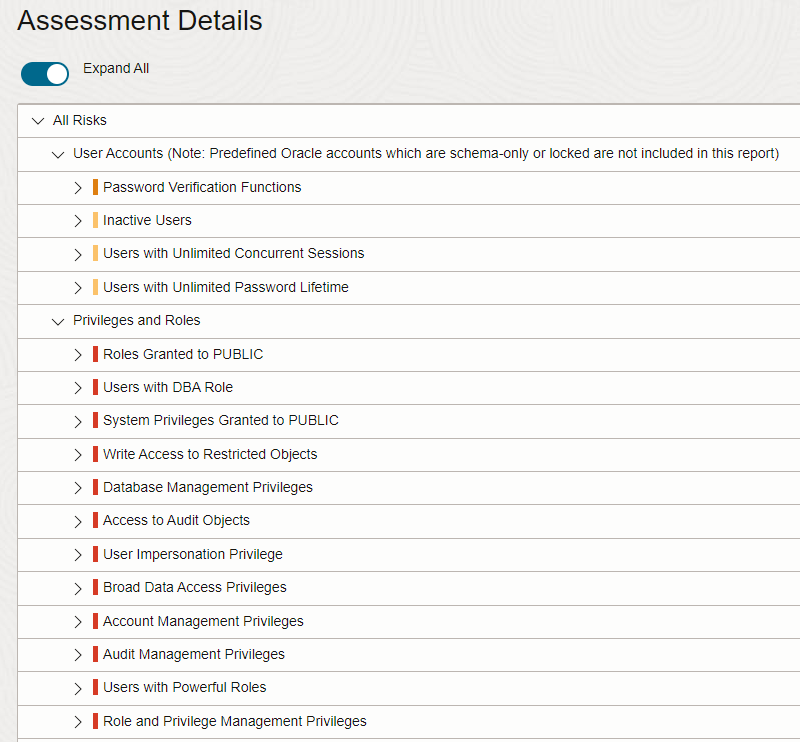 Assessment Details
Expand All
All Risks
User Accounts (Note: Predefined Oracle accounts which are schema-only or locked are not included in this report)
Password Verification Functions
Inactive Users
Users with Unlimited Concurrent Sessions
Users with Unlimited Password Lifetime
Privileges and Roles
Roles Granted to PUBLIC
Users with DBA Role
System Privileges Granted to PUBLIC
Write Access to Restricted Objects
Database Management Privileges
Access to Audit Objects
User Impersonation Privilege
Broad Data Access Privileges
Account Management Privileges
Audit Management Privileges
Users with Powerful Roles
Role and Privilege Management Privileges